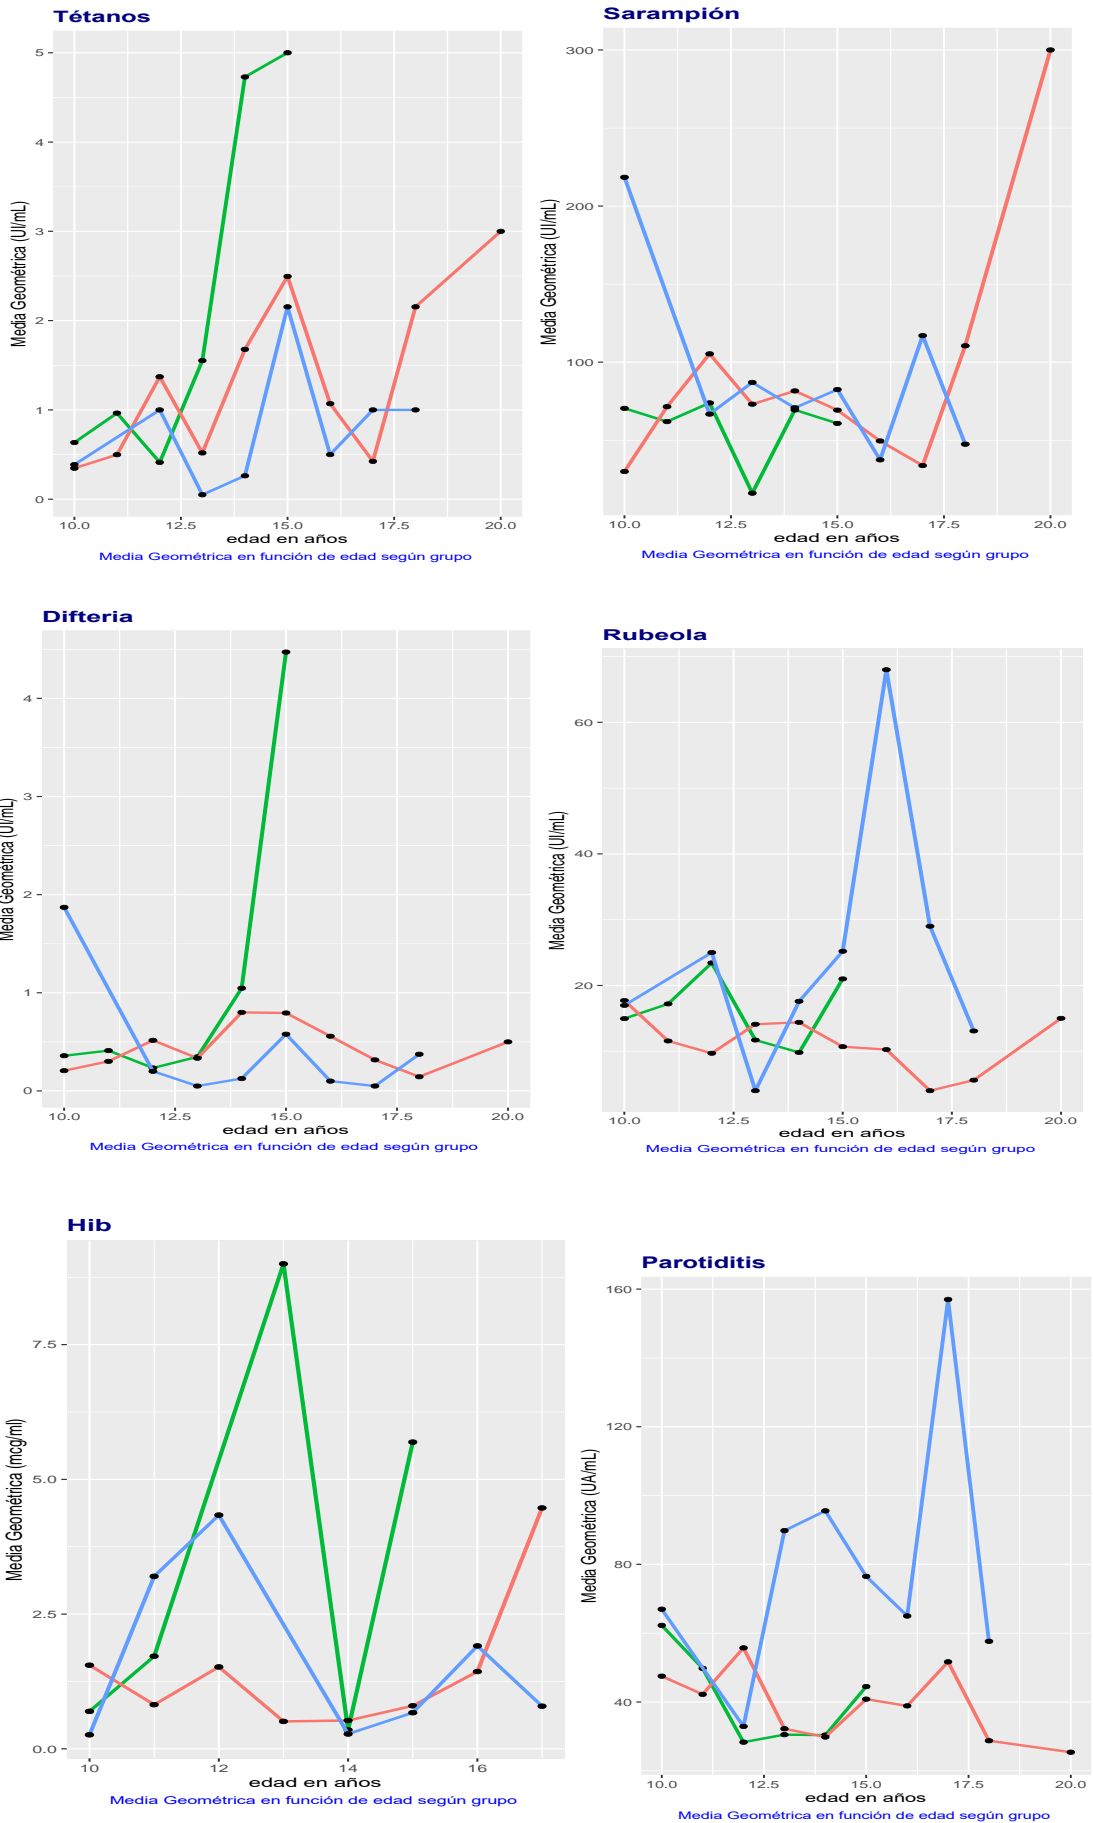 Tétanos
5
4
3
2
1
0
Media Geométrica (UI/mL)
10.0 12.5 15.0 17.5 20.0
edad en años
Media Geométrica en función de edad según grupo
Sarampión
300
200
100
Media Geométrica (UI/mL)
10.0 12.5 15.0 17.5 20.0
edad en años
Media Geométrica en función de edad según grupo
Difteria
4
3
2
1
0
Media Geométrica (UI/mL)
10.0 12.5 15.0 17.5 20.0
edad en años
Media Geométrica en función de edad según grupo
Rubeola
60
40
20
Media Geométrica (UI/mL)
10.0 12.5 15.0 17.5 20.0
edad en años
Media Geométrica en función de edad según grupo
Hib
7.5
5.0
2.5
0.0
Media Geométrica (mcg/ml)
10 12 14 16
edad en años
Media Geométrica en función de edad según grupo
Parotiditis
160
120
80
40
Media Geométrica (UA/mL)
10.0 12.5 15.0 17.5 20.0
edad en años
Media Geométrica en función de edad según grupo